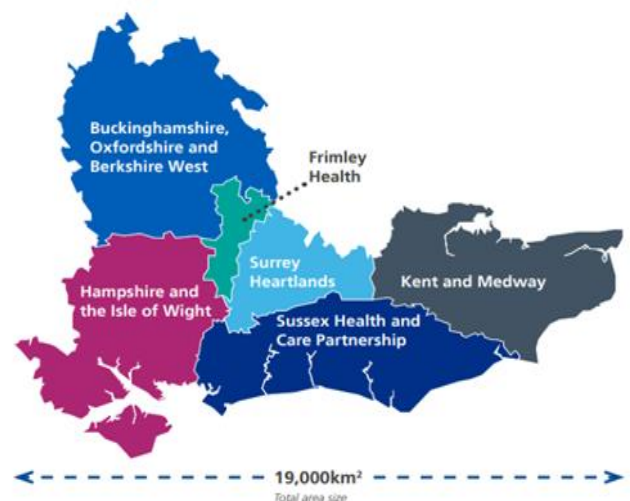 Buckinghamshire,
Oxfordshire and
Berkshire West
Frimley
Health
Surrey
Heartlands
Kent and Medway
Hampshire and
the Isle of Wight
Sussex Health and
Care Partnership
19,000km²
Total area size